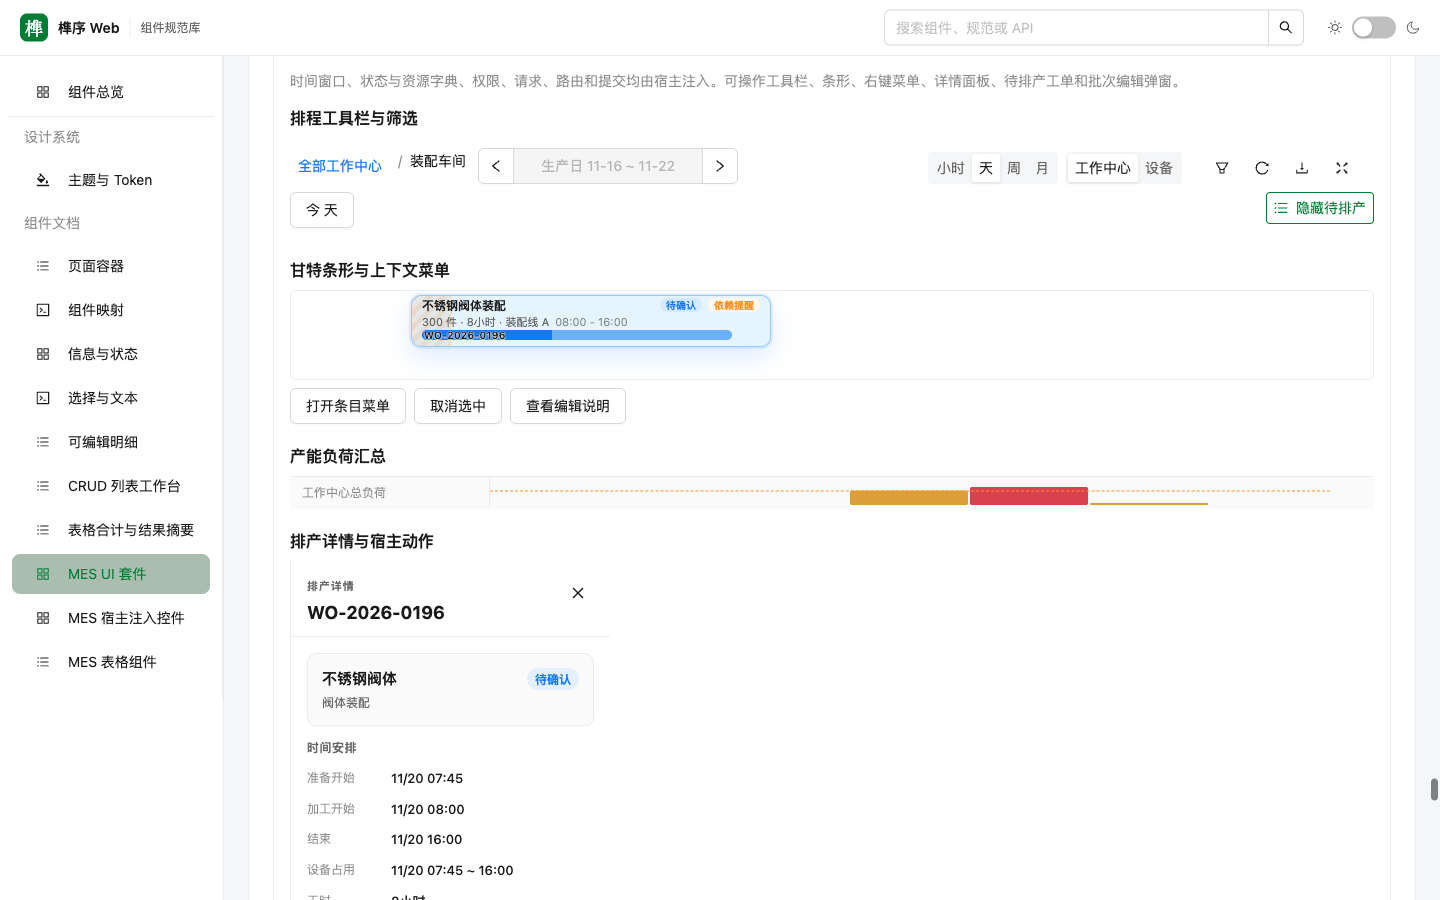 榫 榫序 Web 组件规范库 搜索组件、规范或 API
组件总览
设计系统
主题与 Token
组件文档
页面容器
组件映射
信息与状态
选择与文本
可编辑明细
CRUD 列表工作台
表格合计与结果摘要
MES UI 套件
MES 宿主注入控件
MES 表格组件
时间窗口、状态与资源字典、权限、请求、路由和提交均由宿主注入。可操作工具栏、条形、右键菜单、详情面板、待排产工单和批次编辑弹窗。
排程工具栏与筛选
全部工作中心 / 装配车间 生产日 11-16 ~ 11-22 小时 天 周 月 工作中心 设备
今天 隐藏待排产
甘特条形与上下文菜单
不锈钢阀体装配 待确认 依赖提醒
300 件 · 8小时 · 装配线 A 08:00 - 16:00
WO-2026-0196
打开条目菜单 取消选中 查看编辑说明
产能负荷汇总
工作中心总负荷
排产详情与宿主动作
排产详情
WO-2026-0196
不锈钢阀体 待确认
阀体装配
时间安排
准备开始 11/20 07:45
加工开始 11/20 08:00
结束 11/20 16:00
设备占用 11/20 07:45 ~ 16:00
工时 8小时